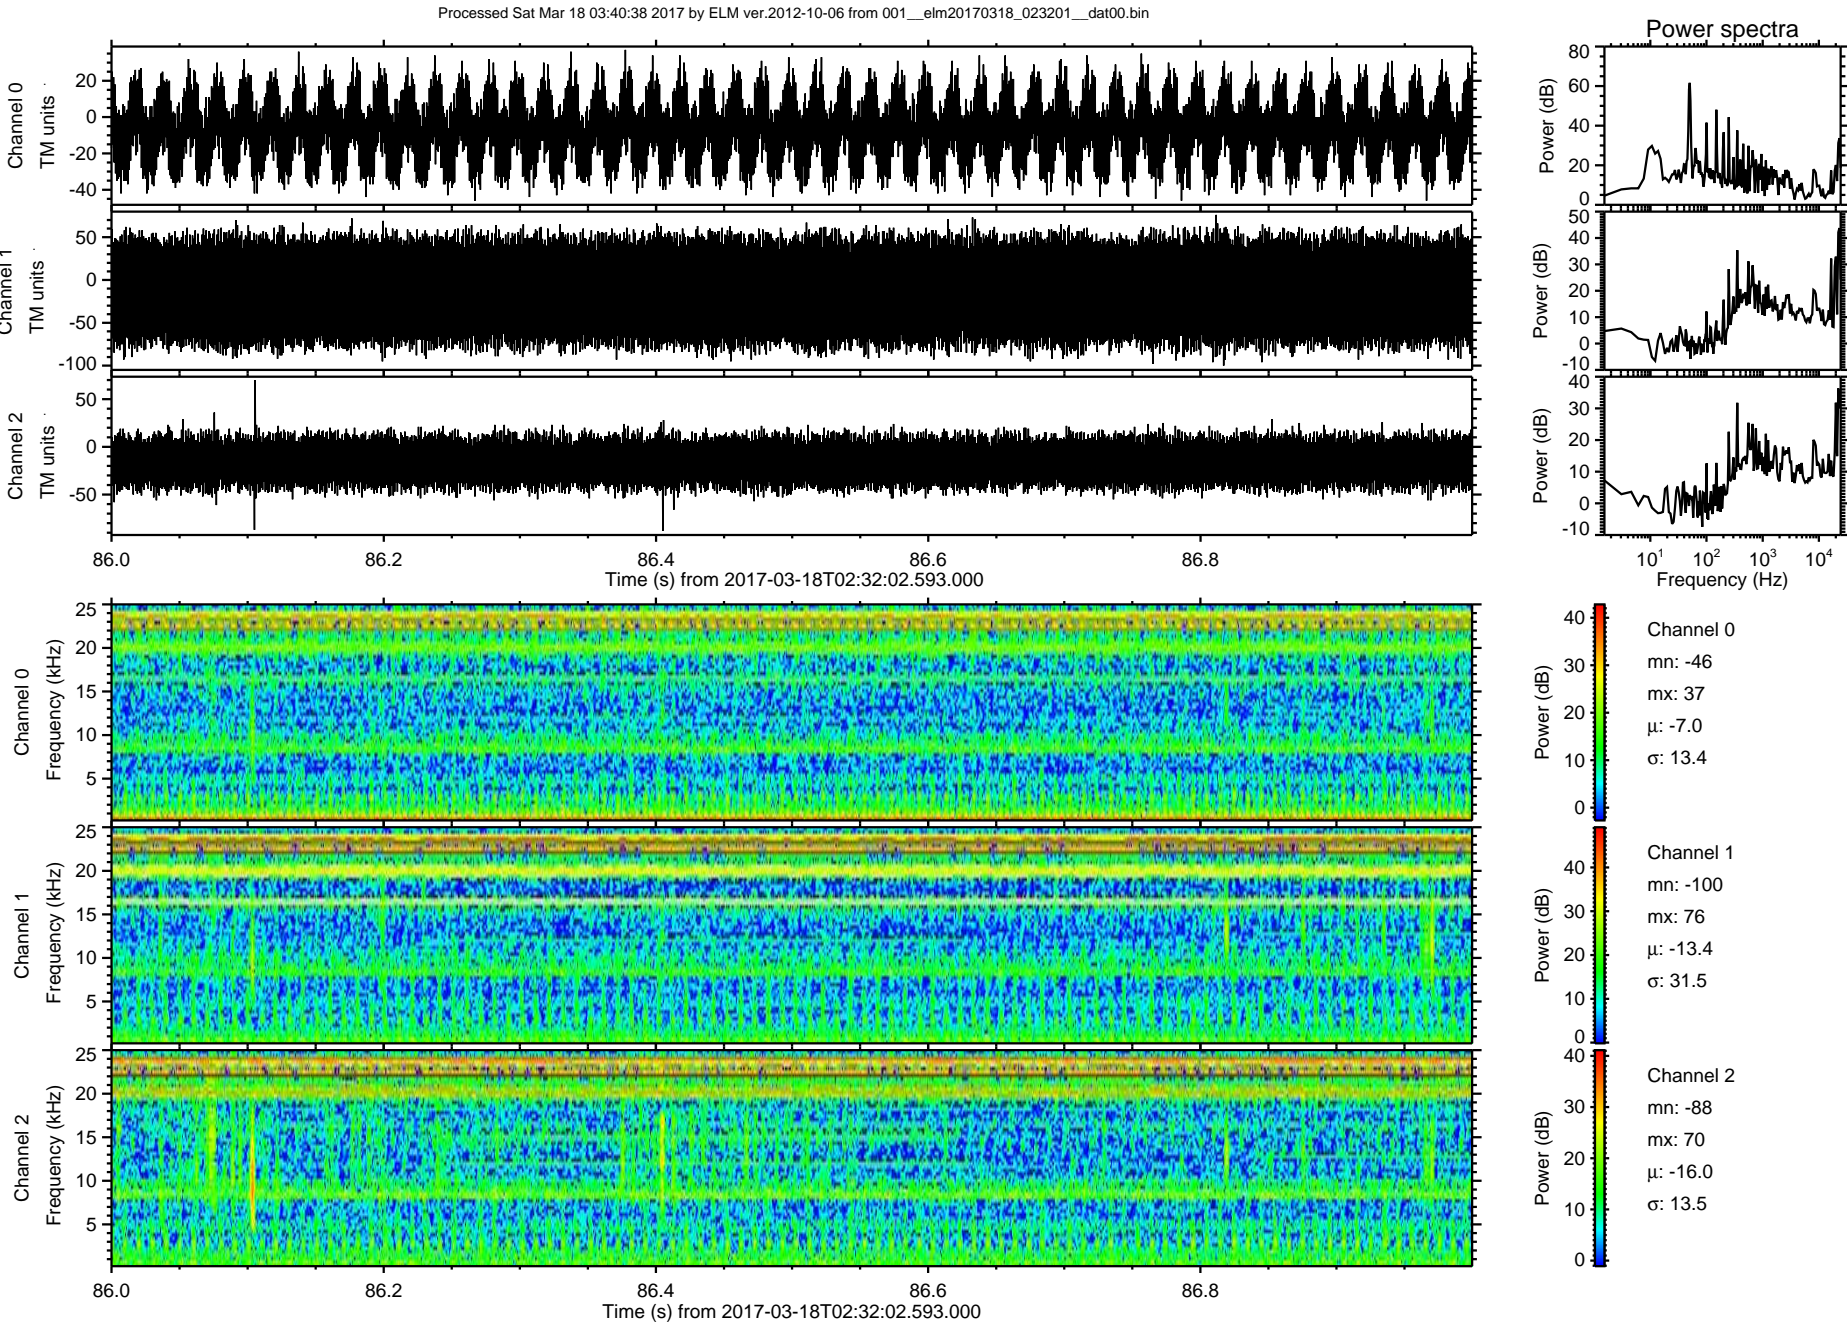 Processed Sat Mar 18 03:40:38 2017 by ELM ver.2012-10-06 from 001__elm20170318_023201__dat00.bin
Power spectra
Channel 0
TM units
20
0
-20
-40
Power (dB)
80
60
40
20
0
Channel 1
TM units
50
0
-50
-100
Power (dB)
50
40
30
20
10
0
-10
Channel 2
TM units
50
0
-50
Power (dB)
40
30
20
10
0
-10
86.0 86.2 86.4 86.6 86.8
Time (s) from 2017-03-18T02:32:02.593.000
10¹ 10² 10³ 10⁴
Frequency (Hz)
Channel 0
Frequency (kHz)
25
20
15
10
5
Power (dB)
40
30
20
10
0
Channel 0
mn: -46
mx: 37
μ: -7.0
σ: 13.4
Channel 1
Frequency (kHz)
25
20
15
10
5
Power (dB)
40
30
20
10
0
Channel 1
mn: -100
mx: 76
μ: -13.4
σ: 31.5
Channel 2
Frequency (kHz)
25
20
15
10
5
Power (dB)
40
30
20
10
0
Channel 2
mn: -88
mx: 70
μ: -16.0
σ: 13.5
86.0 86.2 86.4 86.6 86.8
Time (s) from 2017-03-18T02:32:02.593.000